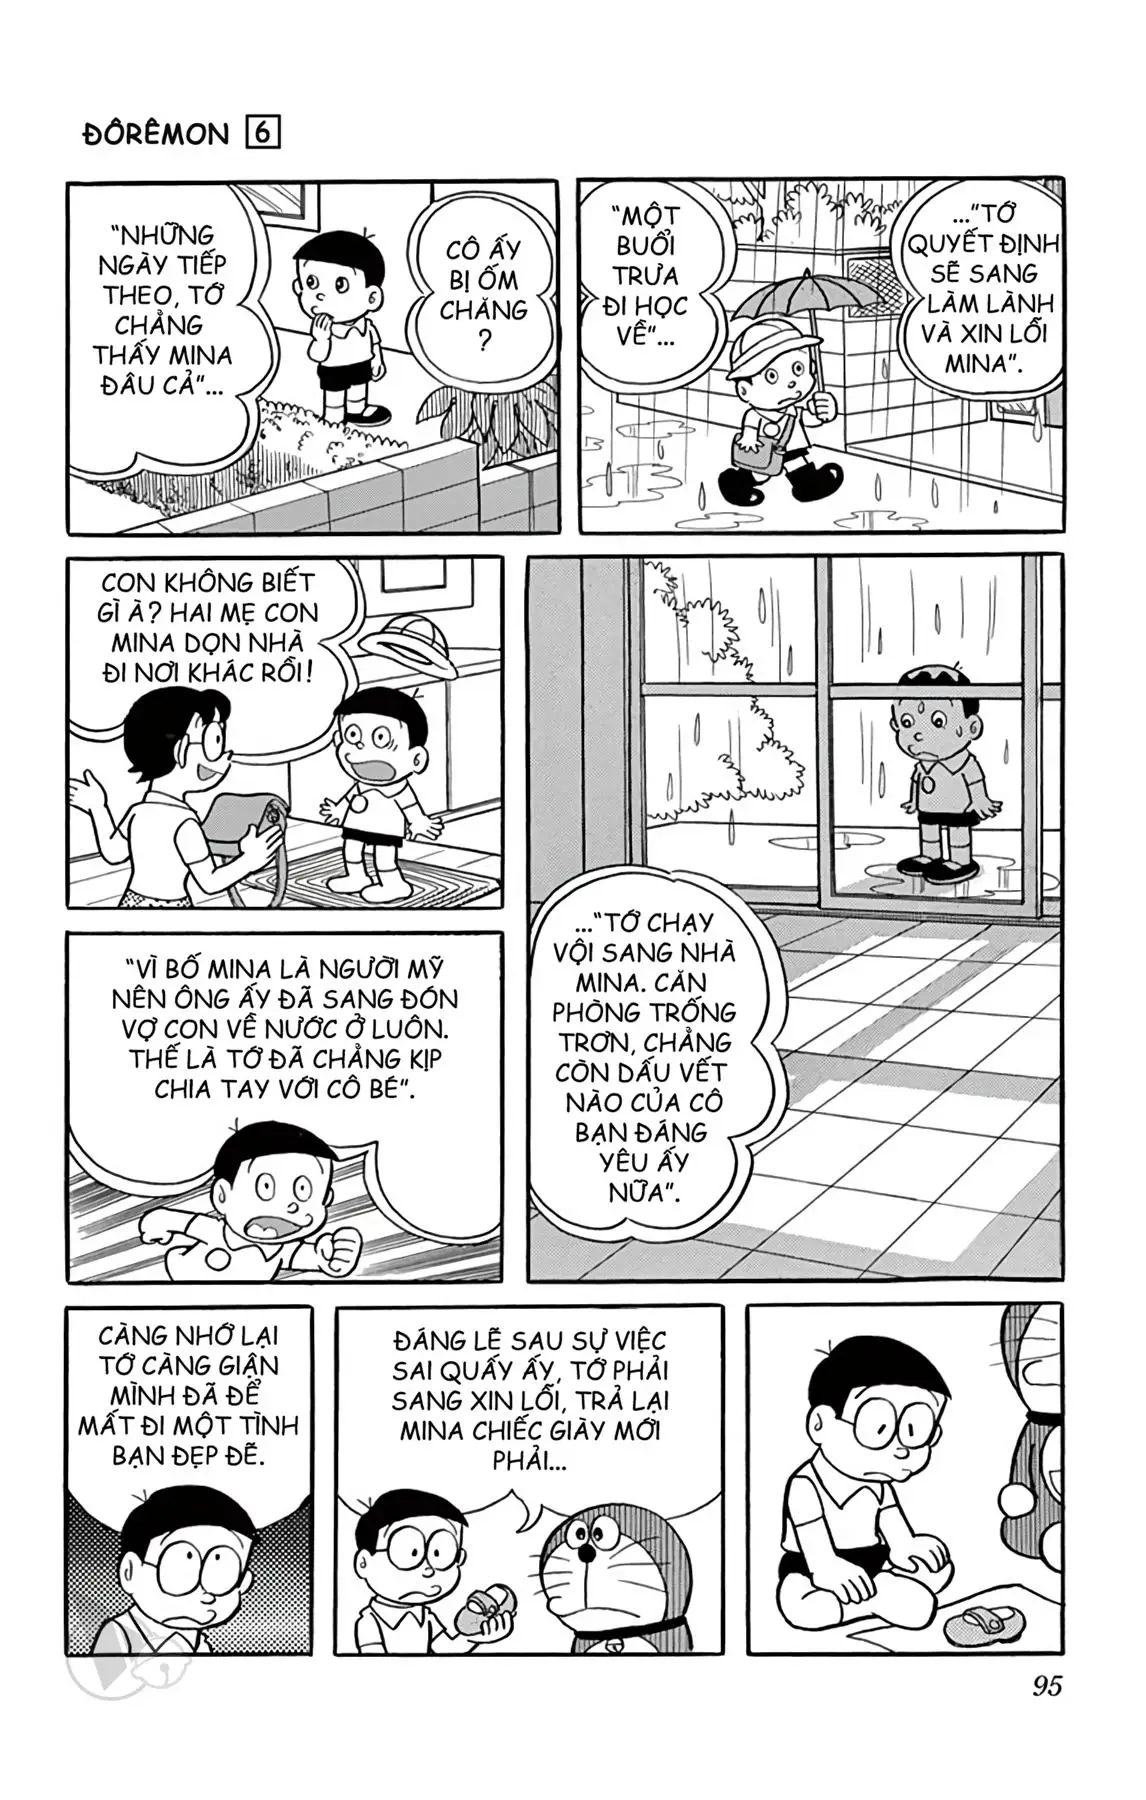 ĐÔRÊMON 6
"NHỮNG
NGÀY TIẾP
THEO, TỚ
CHẲNG
THẤY MINA
ĐÂU CẢ"...
CÔ ẤY
BỊ ỐM
CHĂNG
?
"MỘT
BUỔI
TRƯA
ĐI HỌC
VỀ"...
..."TỚ
QUYẾT ĐỊNH
SẼ SANG
LÀM LÀNH
VÀ XIN LỖI
MINA".
CON KHÔNG BIẾT
GÌ À? HAI MẸ CON
MINA DỌN NHÀ
ĐI NƠI KHÁC RỒI!
..."TỚ CHẠY
VỘI SANG NHÀ
MINA. CĂN
PHÒNG TRỐNG
TRƠN, CHẲNG
CÒN DẤU VẾT
NÀO CỦA CÔ
BẠN ĐÁNG
YÊU ẤY
NỮA".
"VÌ BỐ MINA LÀ NGƯỜI MỸ
NÊN ÔNG ẤY ĐÃ SANG ĐÓN
VỢ CON VỀ NƯỚC Ở LUÔN.
THẾ LÀ TỚ ĐÃ CHẲNG KỊP
CHIA TAY VỚI CÔ BÉ".
CÀNG NHỚ LẠI
TỚ CÀNG GIẬN
MÌNH ĐÃ ĐỂ
MẤT ĐI MỘT TÌNH
BẠN ĐẸP ĐẼ.
ĐÁNG LẼ SAU SỰ VIỆC
SAI QUẤY ẤY, TỚ PHẢI
SANG XIN LỖI, TRẢ LẠI
MINA CHIẾC GIÀY MỚI
PHẢI...
95